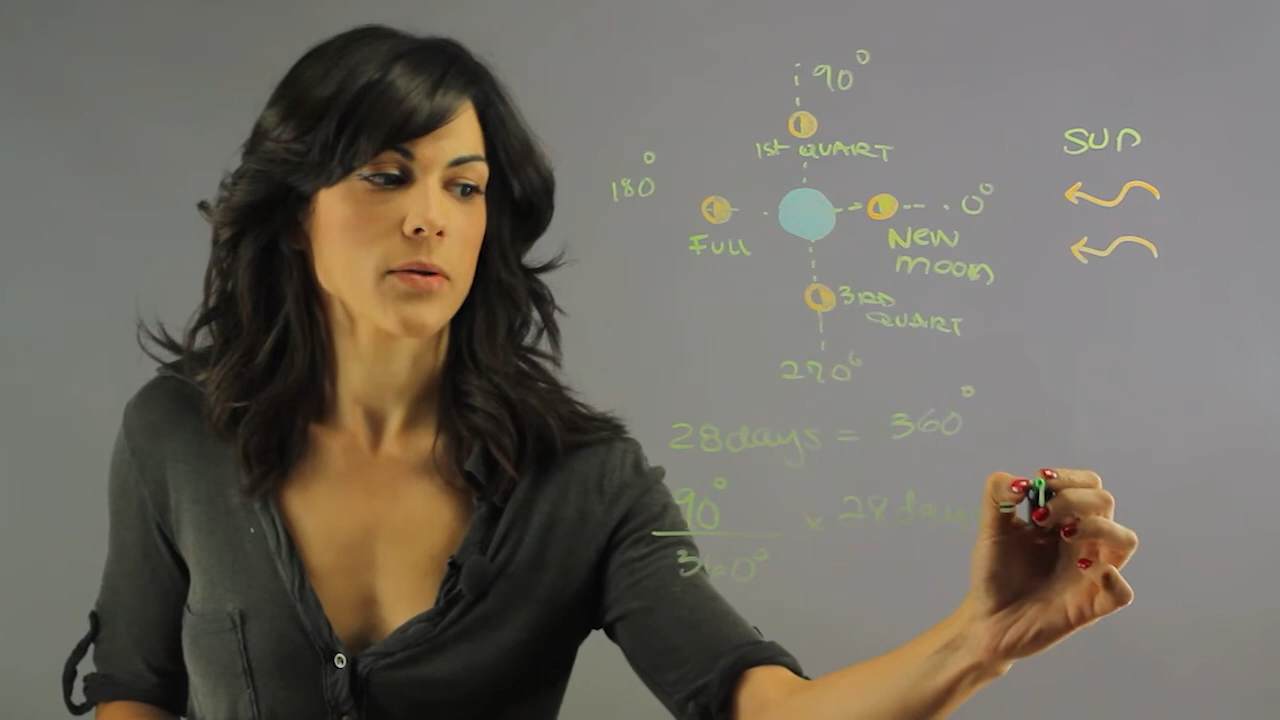 90°
1st QUART
SUN
180°
0°
FULL
New
moon
3RD
QUART
270°
28days = 360°
90°
360°
x 28 days =